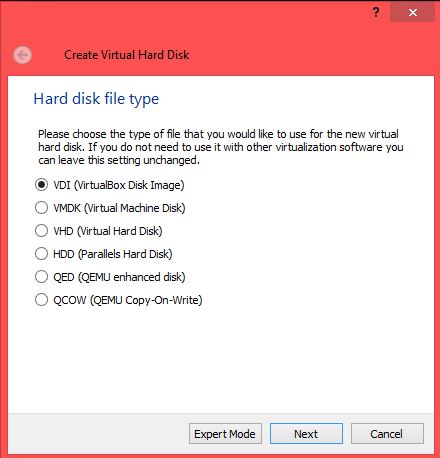 ?
Create Virtual Hard Disk
Hard disk file type
Please choose the type of file that you would like to use for the new virtual
hard disk. If you do not need to use it with other virtualization software you
can leave this setting unchanged.
VDI (VirtualBox Disk Image)
VMDK (Virtual Machine Disk)
VHD (Virtual Hard Disk)
HDD (Parallels Hard Disk)
QED (QEMU enhanced disk)
QCOW (QEMU Copy-On-Write)
Expert Mode Next Cancel